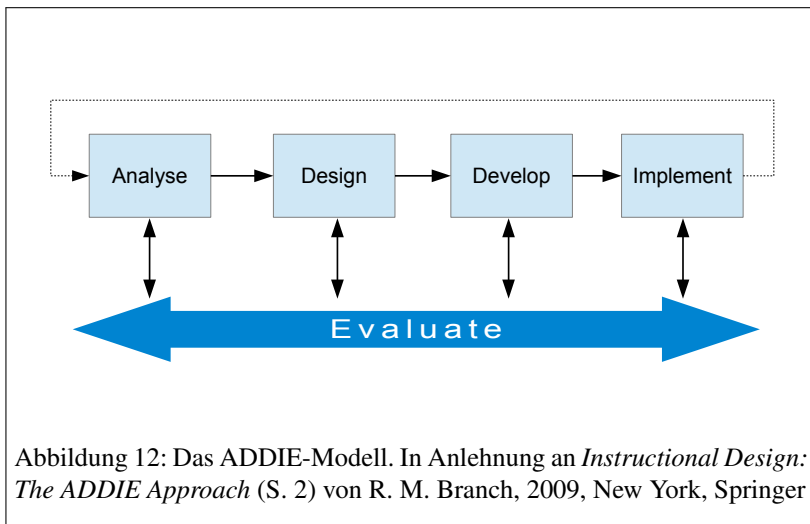 Analyse
Design
Develop
Implement
Evaluate
Abbildung 12: Das ADDIE-Modell. In Anlehnung an Instructional Design:
The ADDIE Approach (S. 2) von R. M. Branch, 2009, New York, Springer